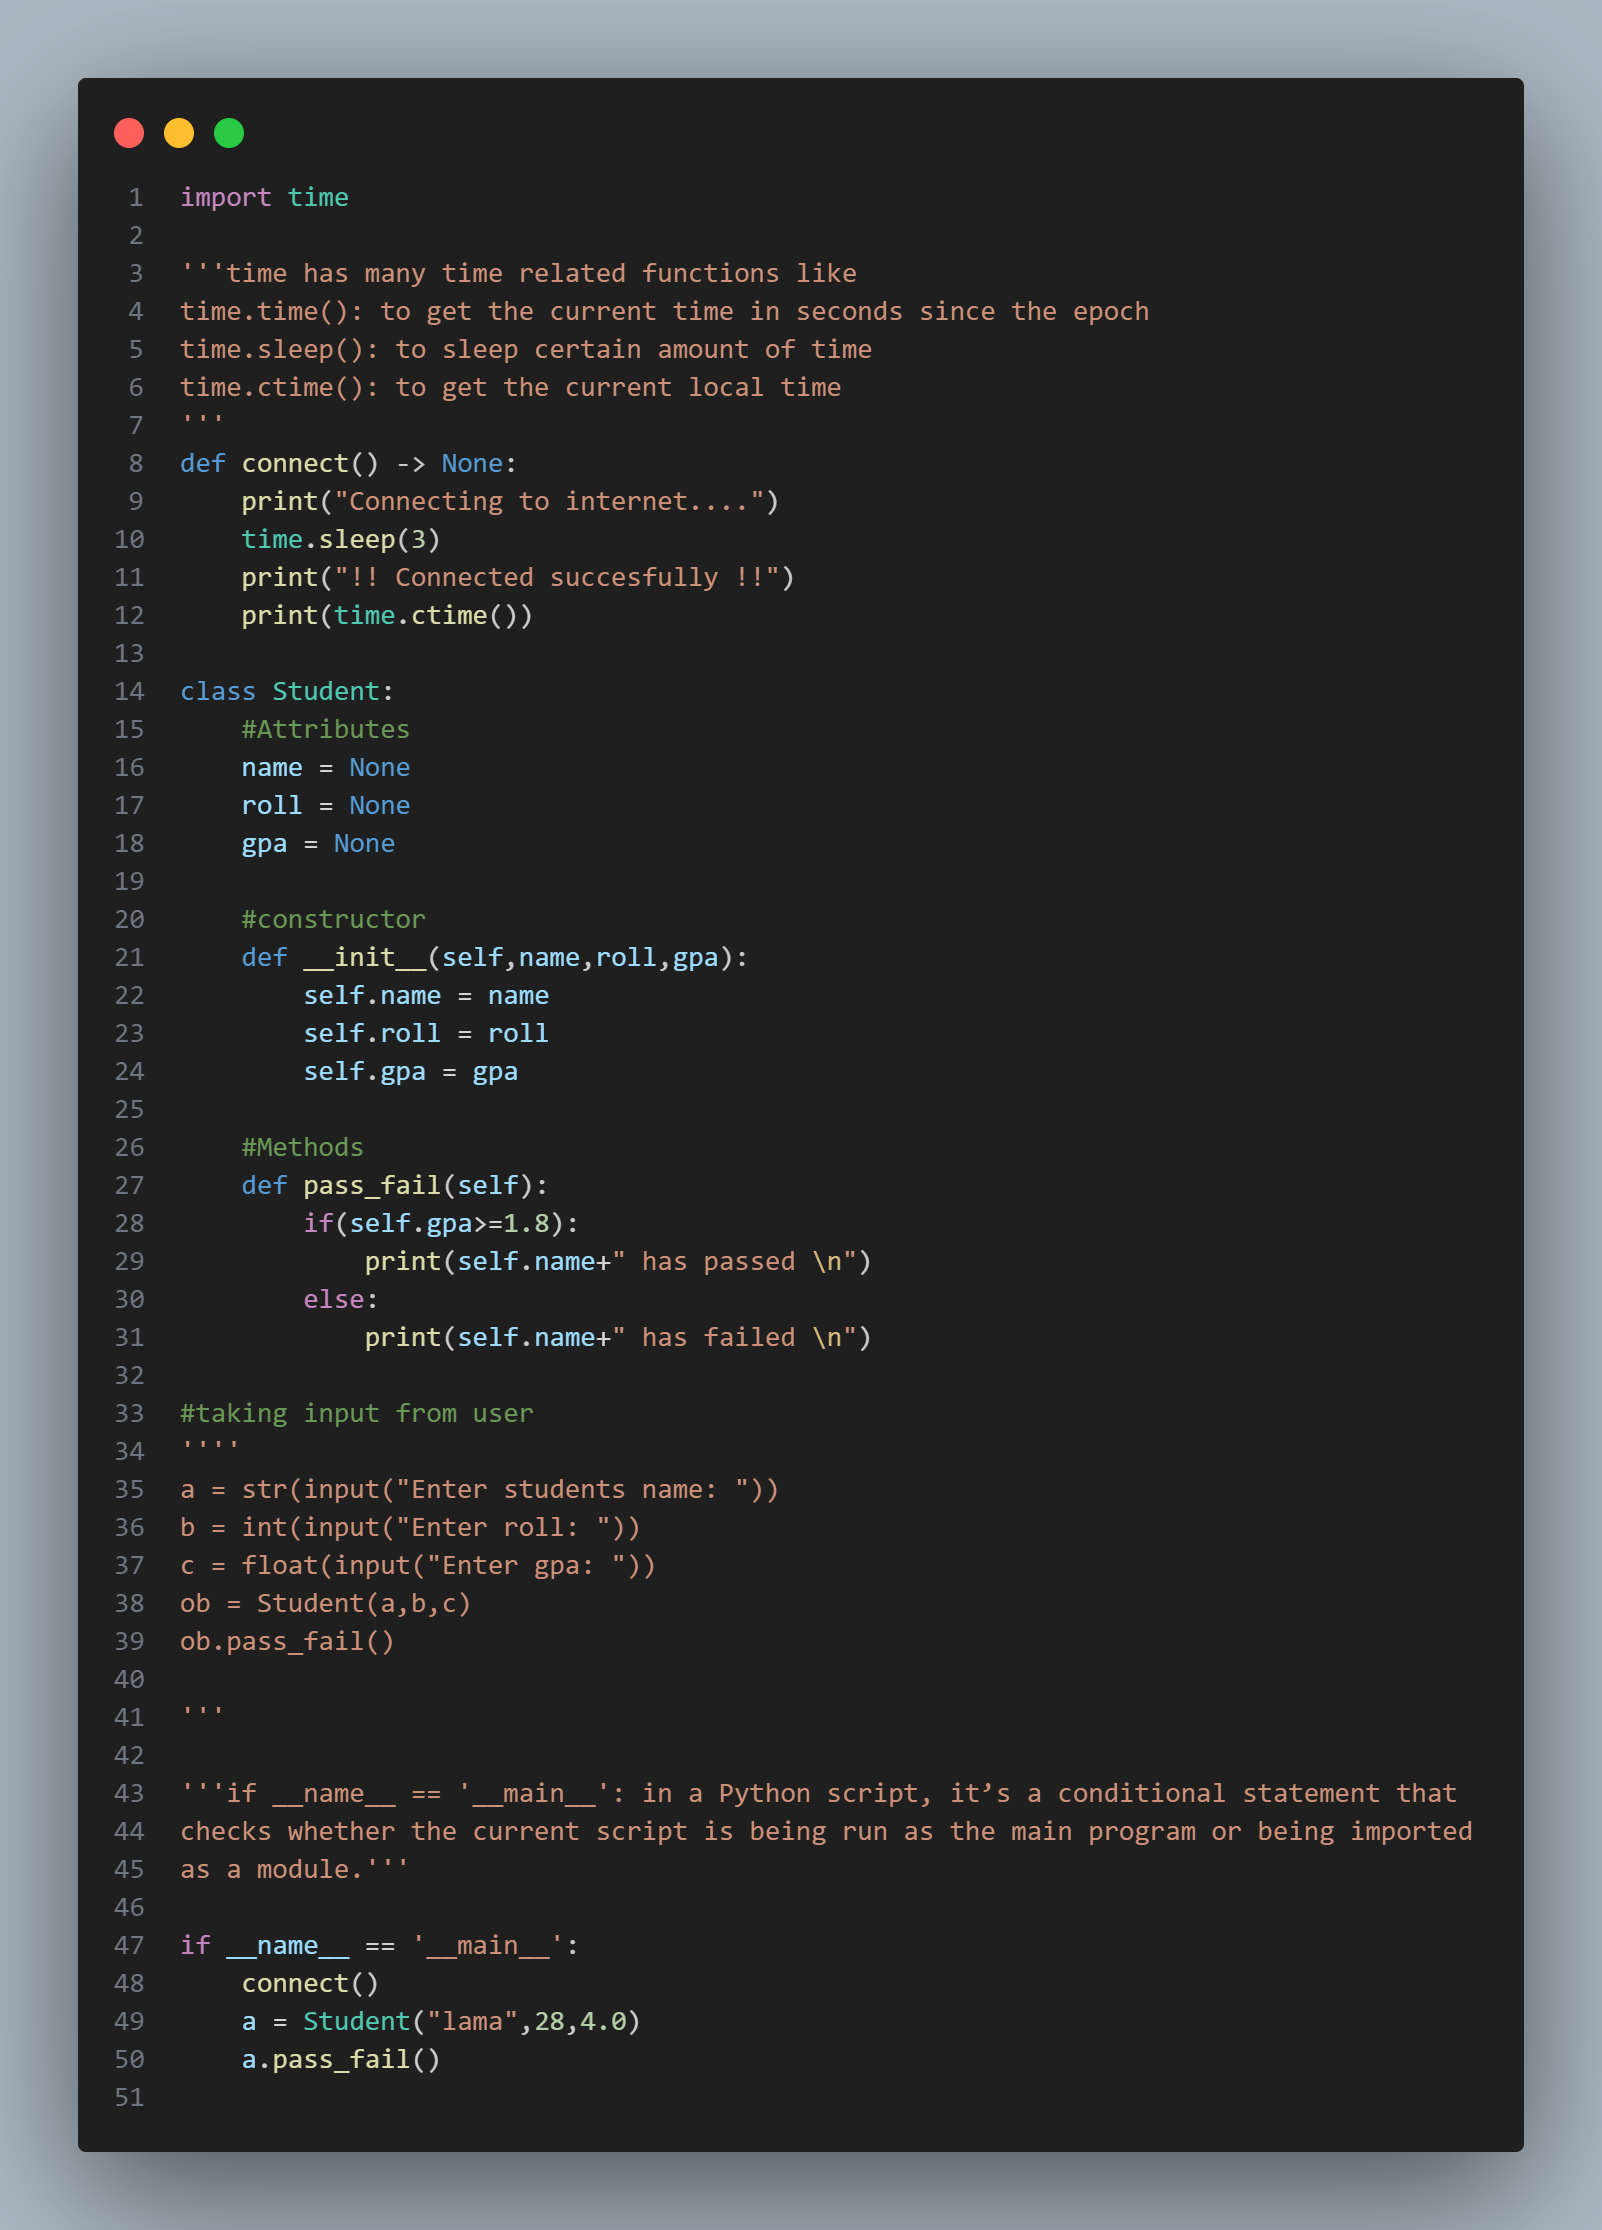 1 import time
2
3 '''time has many time related functions like
4 time.time(): to get the current time in seconds since the epoch
5 time.sleep(): to sleep certain amount of time
6 time.ctime(): to get the current local time
7 '''
8 def connect() -> None:
9     print("Connecting to internet....")
10     time.sleep(3)
11     print("!! Connected succesfully !!")
12     print(time.ctime())
13
14 class Student:
15     #Attributes
16     name = None
17     roll = None
18     gpa = None
19
20     #constructor
21     def __init__(self,name,roll,gpa):
22         self.name = name
23         self.roll = roll
24         self.gpa = gpa
25
26     #Methods
27     def pass_fail(self):
28         if(self.gpa>=1.8):
29             print(self.name+" has passed \n")
30         else:
31             print(self.name+" has failed \n")
32
33 #taking input from user
34 ''''
35 a = str(input("Enter students name: "))
36 b = int(input("Enter roll: "))
37 c = float(input("Enter gpa: "))
38 ob = Student(a,b,c)
39 ob.pass_fail()
40
41 '''
42
43 '''if __name__ == '__main__': in a Python script, it’s a conditional statement that
44 checks whether the current script is being run as the main program or being imported
45 as a module.'''
46
47 if __name__ == '__main__':
48     connect()
49     a = Student("lama",28,4.0)
50     a.pass_fail()
51